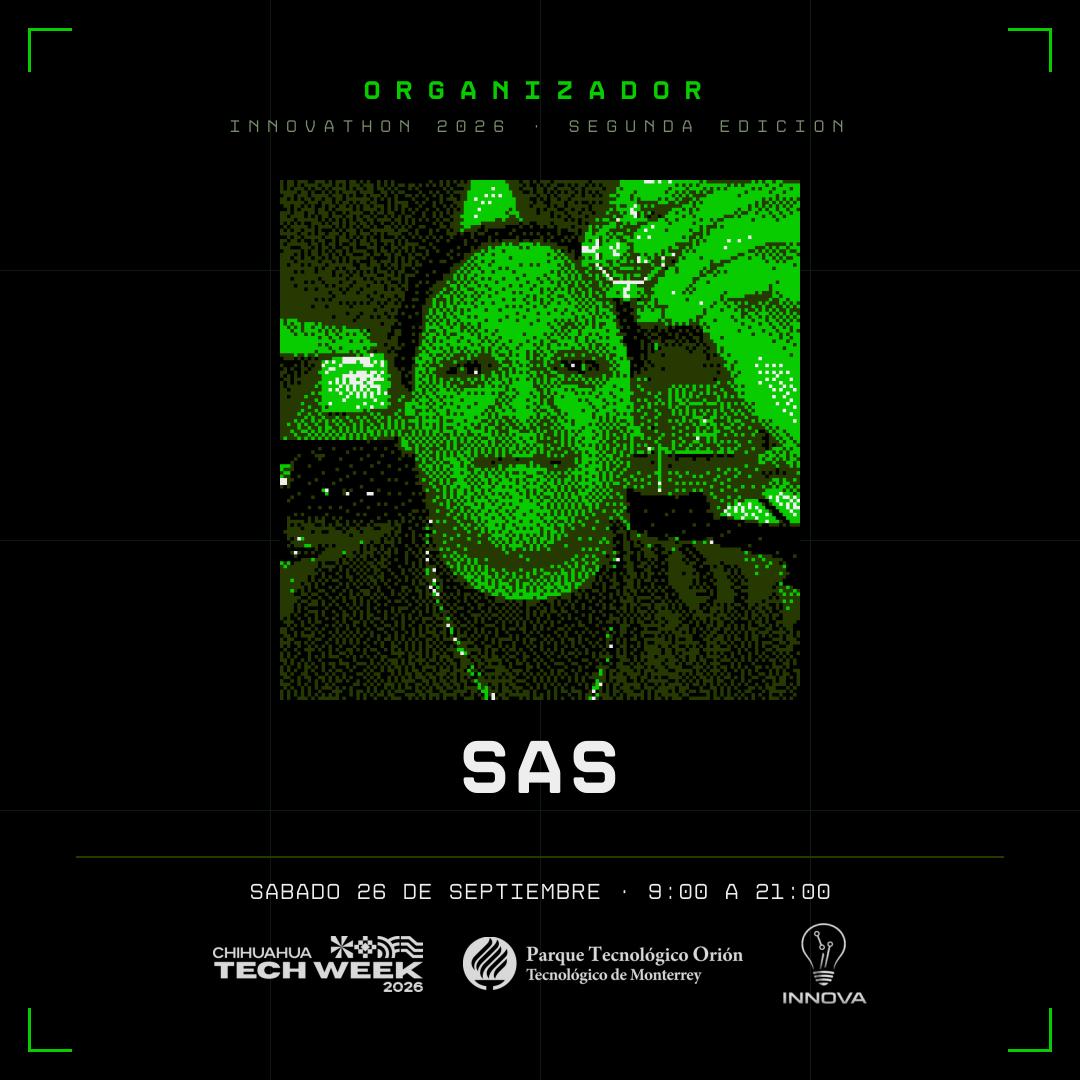 ORGANIZADOR
INNOVATHON 2026 · SEGUNDA EDICION
SAS
SABADO 26 DE SEPTIEMBRE · 9:00 A 21:00
CHIHUAHUA
TECH WEEK
2026
Parque Tecnológico Orión
Tecnológico de Monterrey
INNOVA